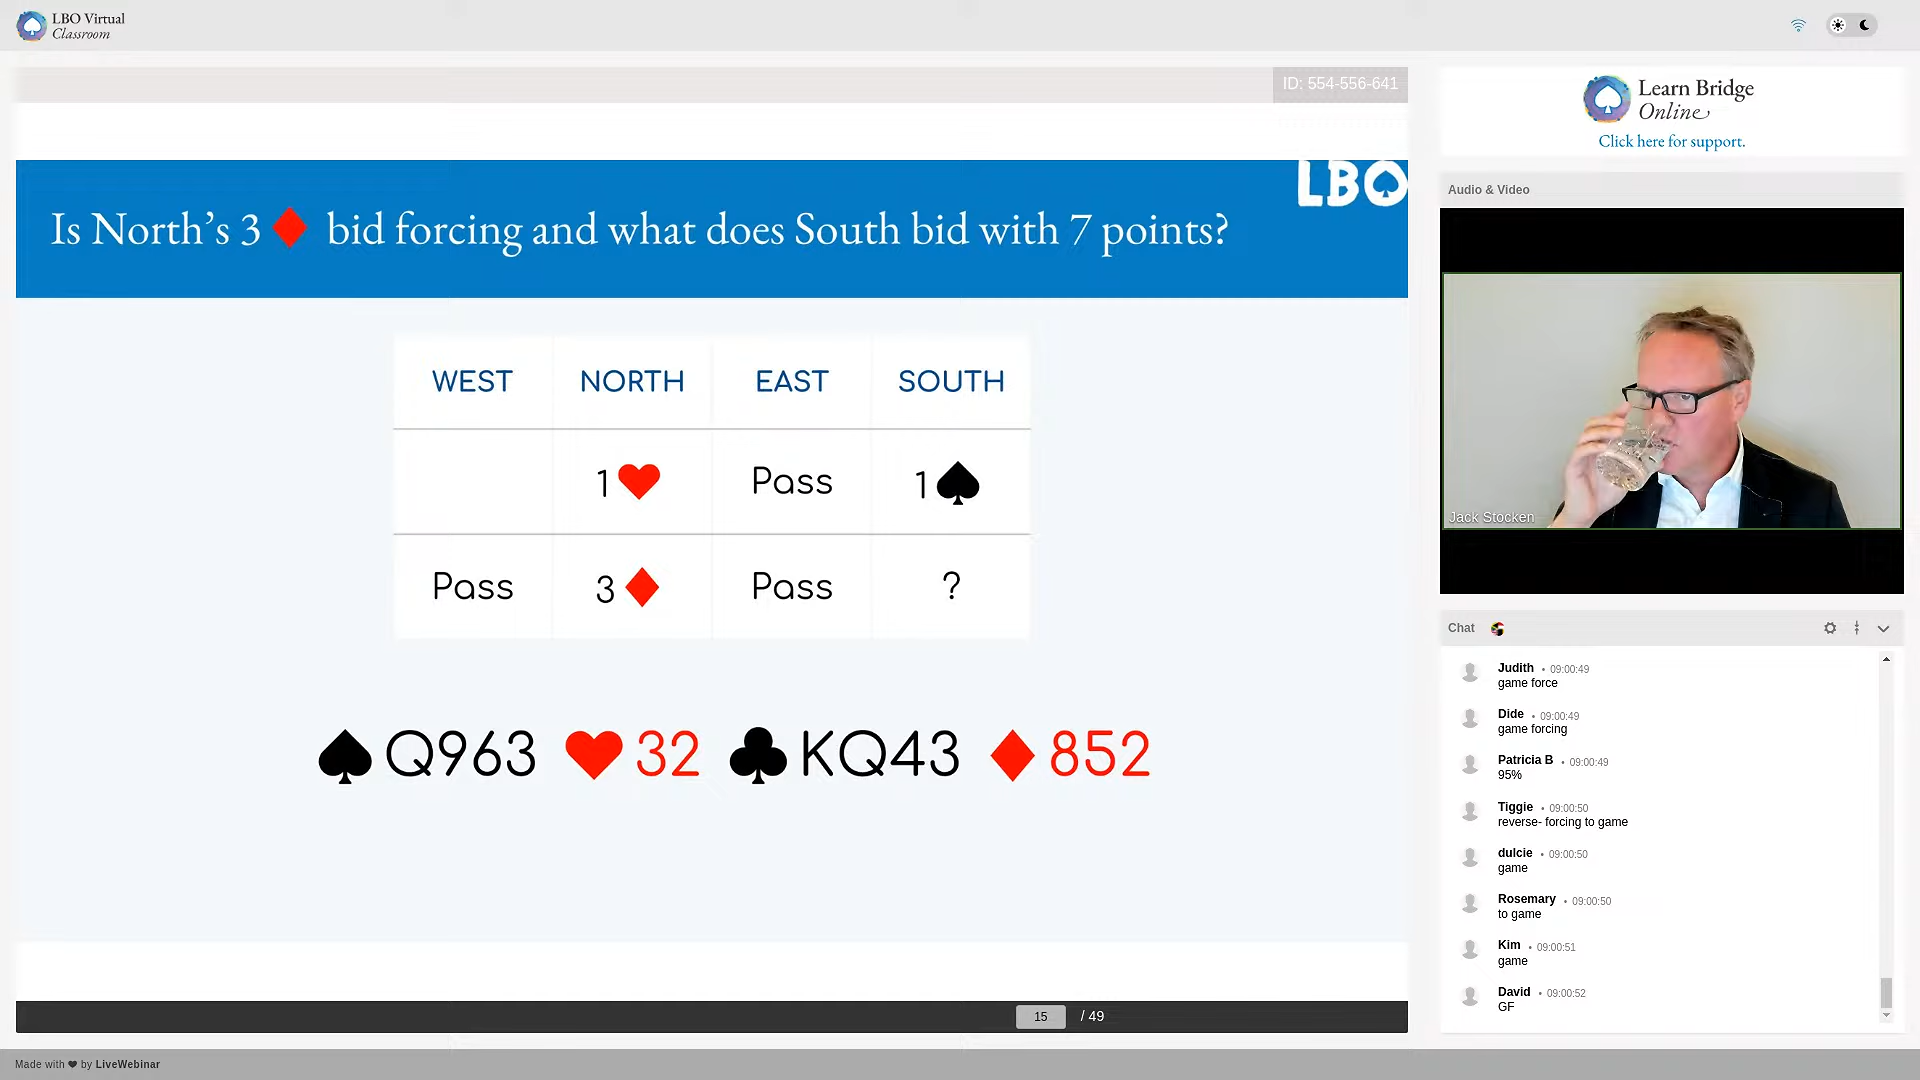 LBO Virtual
Classroom
ID: 554-556-641
LBO
Is North’s 3♦ bid forcing and what does South bid with 7 points?
WEST NORTH EAST SOUTH
1♥ Pass 1♠
Pass 3♦ Pass ?
♠Q963 ♥32 ♣KQ43 ♦852
15 / 49
Learn Bridge
Online
Click here for support.
Audio & Video
Jack Stocken
Chat
Judith • 09:00:49
game force
Dide • 09:00:49
game forcing
Patricia B • 09:00:49
95%
Tiggie • 09:00:50
reverse- forcing to game
dulcie • 09:00:50
game
Rosemary • 09:00:50
to game
Kim • 09:00:51
game
David • 09:00:52
GF
Made with ❤ by LiveWebinar